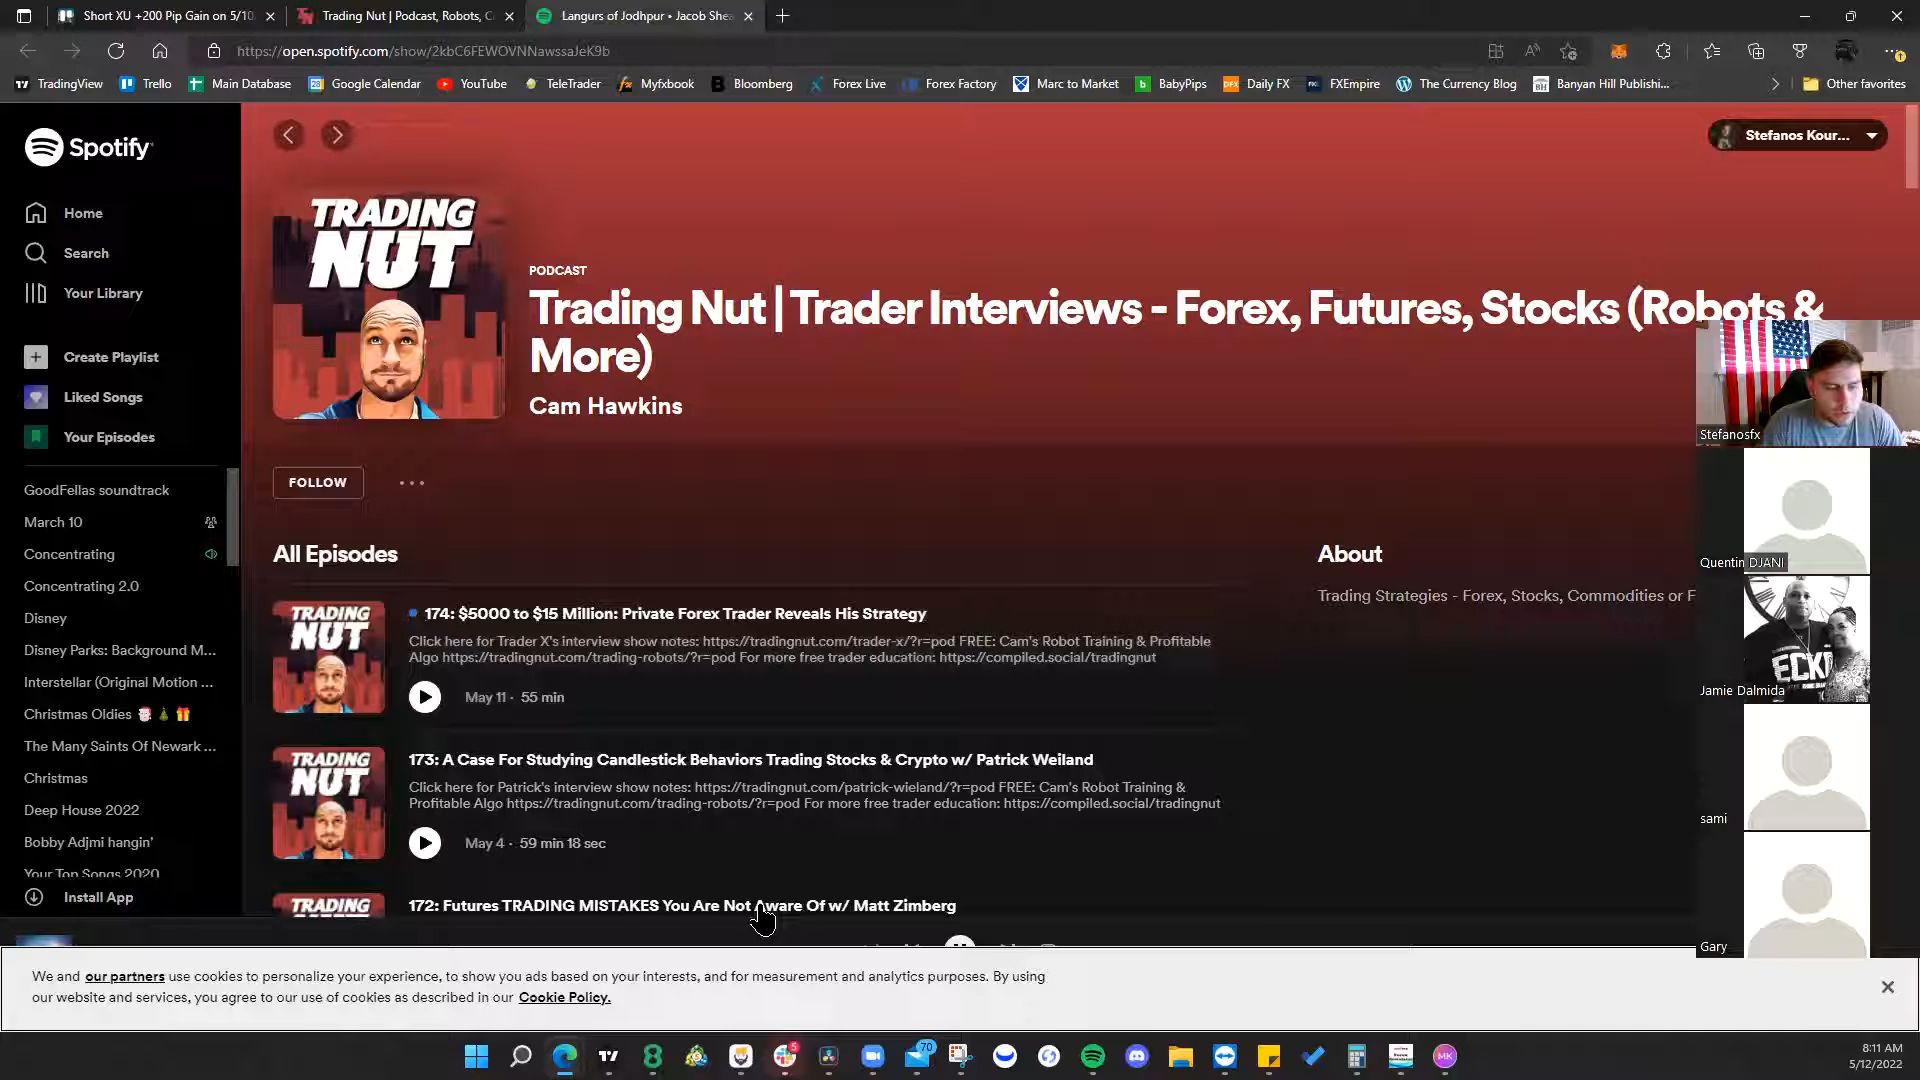 Short XU +200 Pip Gain on 5/10
Trading Nut | Podcast, Robots, C
Langurs of Jodhpur • Jacob Shea
https://open.spotify.com/show/2kbC6FEWOVNNawssaJeK9b
TradingView
Trello
Main Database
Google Calendar
YouTube
TeleTrader
Myfxbook
Bloomberg
Forex Live
Forex Factory
Marc to Market
BabyPips
Daily FX
FXEmpire
The Currency Blog
Banyan Hill Publishi...
Other favorites
Spotify
Stefanos Kour...
Home
Search
Your Library
Create Playlist
Liked Songs
Your Episodes
GoodFellas soundtrack
March 10
Concentrating
Concentrating 2.0
Disney
Disney Parks: Background M...
Interstellar (Original Motion ...
Christmas Oldies
The Many Saints Of Newark ...
Christmas
Deep House 2022
Bobby Adjmi hangin'
Your Top Songs 2020
Install App
TRADING
NUT
PODCAST
Trading Nut | Trader Interviews - Forex, Futures, Stocks (Robots &
More)
Cam Hawkins
FOLLOW
All Episodes
About
Trading Strategies - Forex, Stocks, Commodities or F
TRADING
NUT
174: $5000 to $15 Million: Private Forex Trader Reveals His Strategy
Click here for Trader X's interview show notes: https://tradingnut.com/trader-x/?r=pod FREE: Cam's Robot Training & Profitable
Algo https://tradingnut.com/trading-robots/?r=pod For more free trader education: https://compiled.social/tradingnut
May 11 · 55 min
TRADING
NUT
173: A Case For Studying Candlestick Behaviors Trading Stocks & Crypto w/ Patrick Weiland
Click here for Patrick's interview show notes: https://tradingnut.com/patrick-wieland/?r=pod FREE: Cam's Robot Training &
Profitable Algo https://tradingnut.com/trading-robots/?r=pod For more free trader education: https://compiled.social/tradingnut
May 4 · 59 min 18 sec
TRADING
172: Futures TRADING MISTAKES You Are Not Aware Of w/ Matt Zimberg
Stefanosfx
Quentin DJANI
ECKO
Jamie Dalmida
sami
Gary
We and our partners use cookies to personalize your experience, to show you ads based on your interests, and for measurement and analytics purposes. By using
our website and services, you agree to our use of cookies as described in our Cookie Policy.
5
70
MK
8:11 AM
5/12/2022